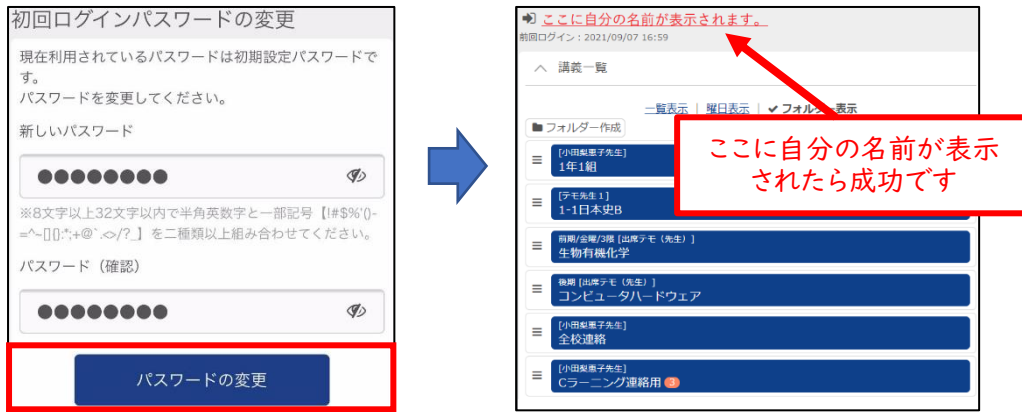 初回ログインパスワードの変更
現在利用されているパスワードは初期設定パスワードで
す。
パスワードを変更してください。
新しいパスワード
●●●●●●●●
※8文字以上32文字以内で半角英数字と一部記号【!#$%'()-
=^~[]{}:*;+@`.<>/?_】を二種類以上組み合わせてください。
パスワード（確認）
●●●●●●●●
パスワードの変更
ここに自分の名前が表示されます。
前回ログイン：2021/09/07 16:59
講義一覧
一覧表示 | 曜日表示 | ✔フォルダー表示
フォルダー作成
ここに自分の名前が表示
されたら成功です
[小田梨恵子先生]
1年1組
[デモ先生１]
1-1日本史B
前期/金曜/3限 [出席デモ（先生）]
生物有機化学
後期 [出席デモ（先生）]
コンピュータハードウェア
[小田梨恵子先生]
全校連絡
[小田梨恵子先生]
Cラーニング連絡用 3